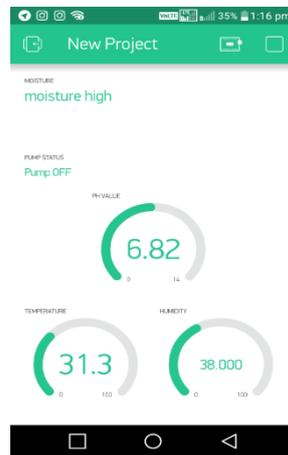 VoLTE 35% 1:16 pm
New Project
MOISTURE
moisture high
PUMP STATUS
Pump OFF
PH VALUE
6.82
0 14
TEMPERATURE HUMIDITY
31.3 38.000
0 100 0 100